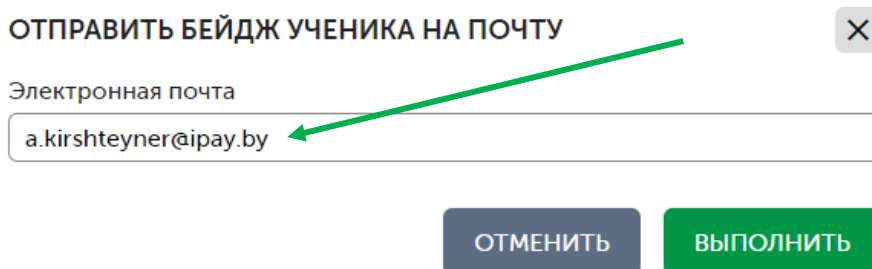 ОТПРАВИТЬ БЕЙДЖ УЧЕНИКА НА ПОЧТУ
Электронная почта
a.kirshteyner@ipay.by
ОТМЕНИТЬ
ВЫПОЛНИТЬ